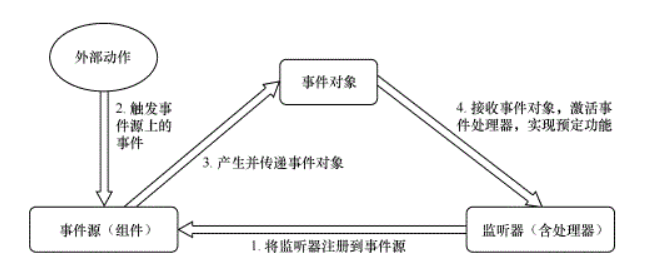 外部动作
事件对象
2. 触发事
件源上的
事件
4. 接收事件对象，激活事
件处理器，实现预定功能
3. 产生并传递事件对象
事件源（组件）
监听器（含处理器）
1. 将监听器注册到事件源